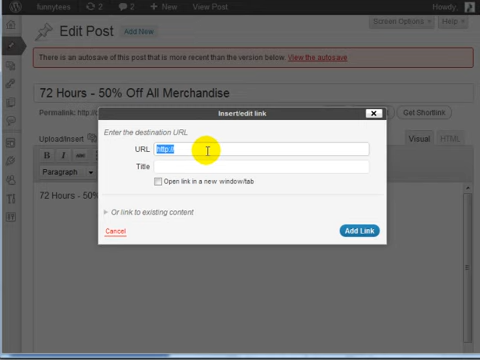 funnytees 2 2 + New View Post Howdy,
Edit Post Add New Screen Options Help
There is an autosave of this post that is more recent than the version below. View the autosave
72 Hours - 50% Off All Merchandise
Permalink: http:// Get Shortlink
Insert/edit link
Upload/Insert Visual HTML
Enter the destination URL
B I ABC
URL http://
Title
Paragraph
Open link in a new window/tab
72 Hours - 50%
Or link to existing content
Cancel Add Link